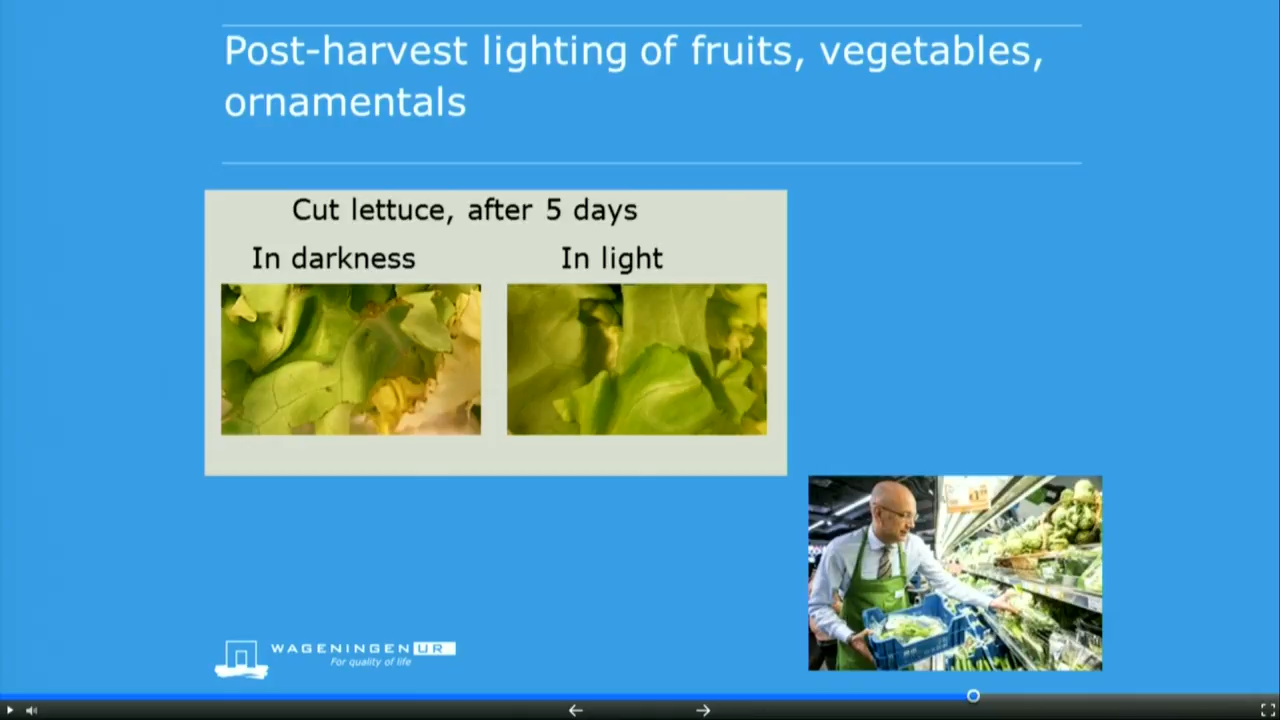 Post-harvest lighting of fruits, vegetables,
ornamentals
Cut lettuce, after 5 days
In darkness
In light
WAGENINGEN UR
For quality of life